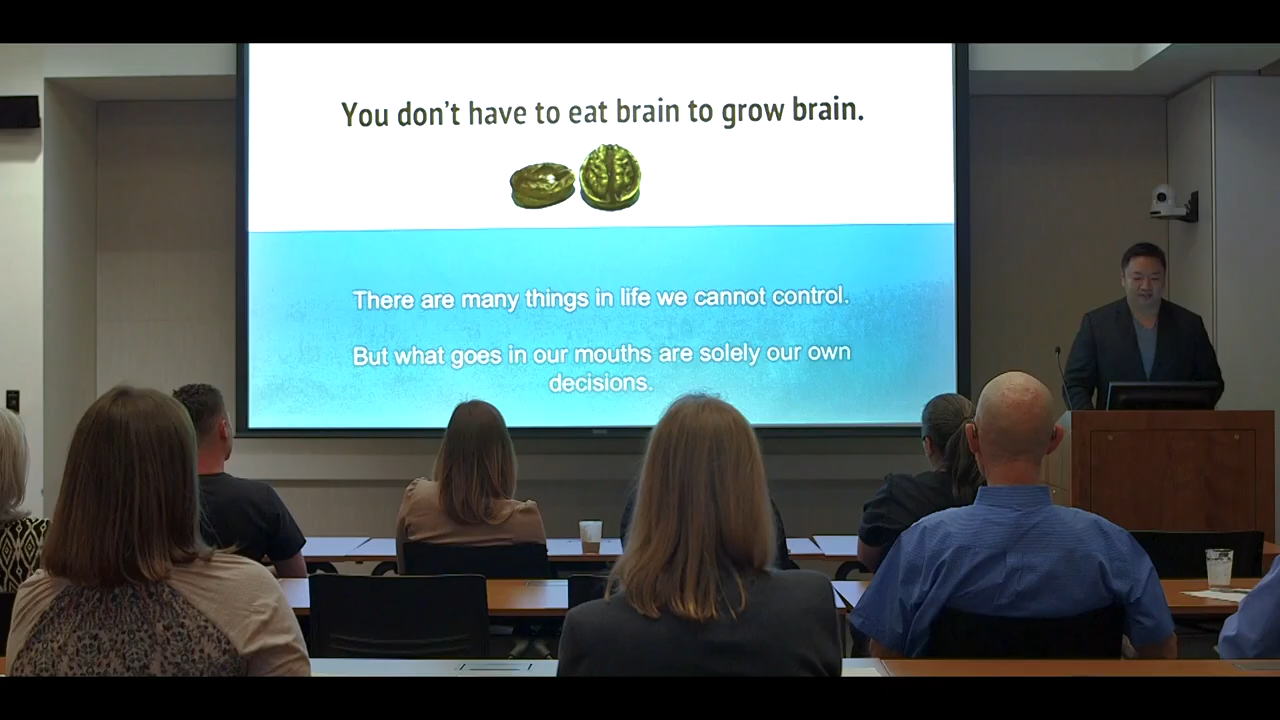 You don't have to eat brain to grow brain.
There are many things in life we cannot control.
But what goes in our mouths are solely our own
decisions.